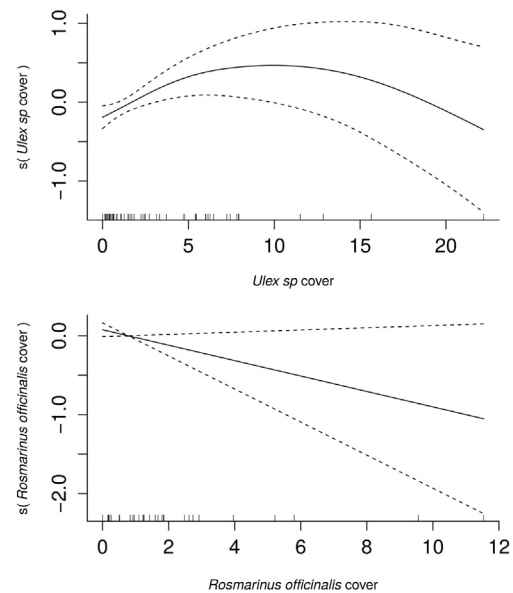 1.0
0.0
−1.0
s( Ulex sp cover )
0 5 10 15 20
Ulex sp cover
0.0
−1.0
−2.0
s( Rosmarinus officinalis cover )
0 2 4 6 8 10 12
Rosmarinus officinalis cover